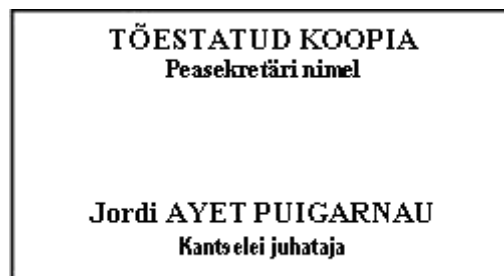 TÕESTATUD KOOPIA
Peasekretäri nimel
Jordi AYET PUIGARNAU
Kantselei juhataja